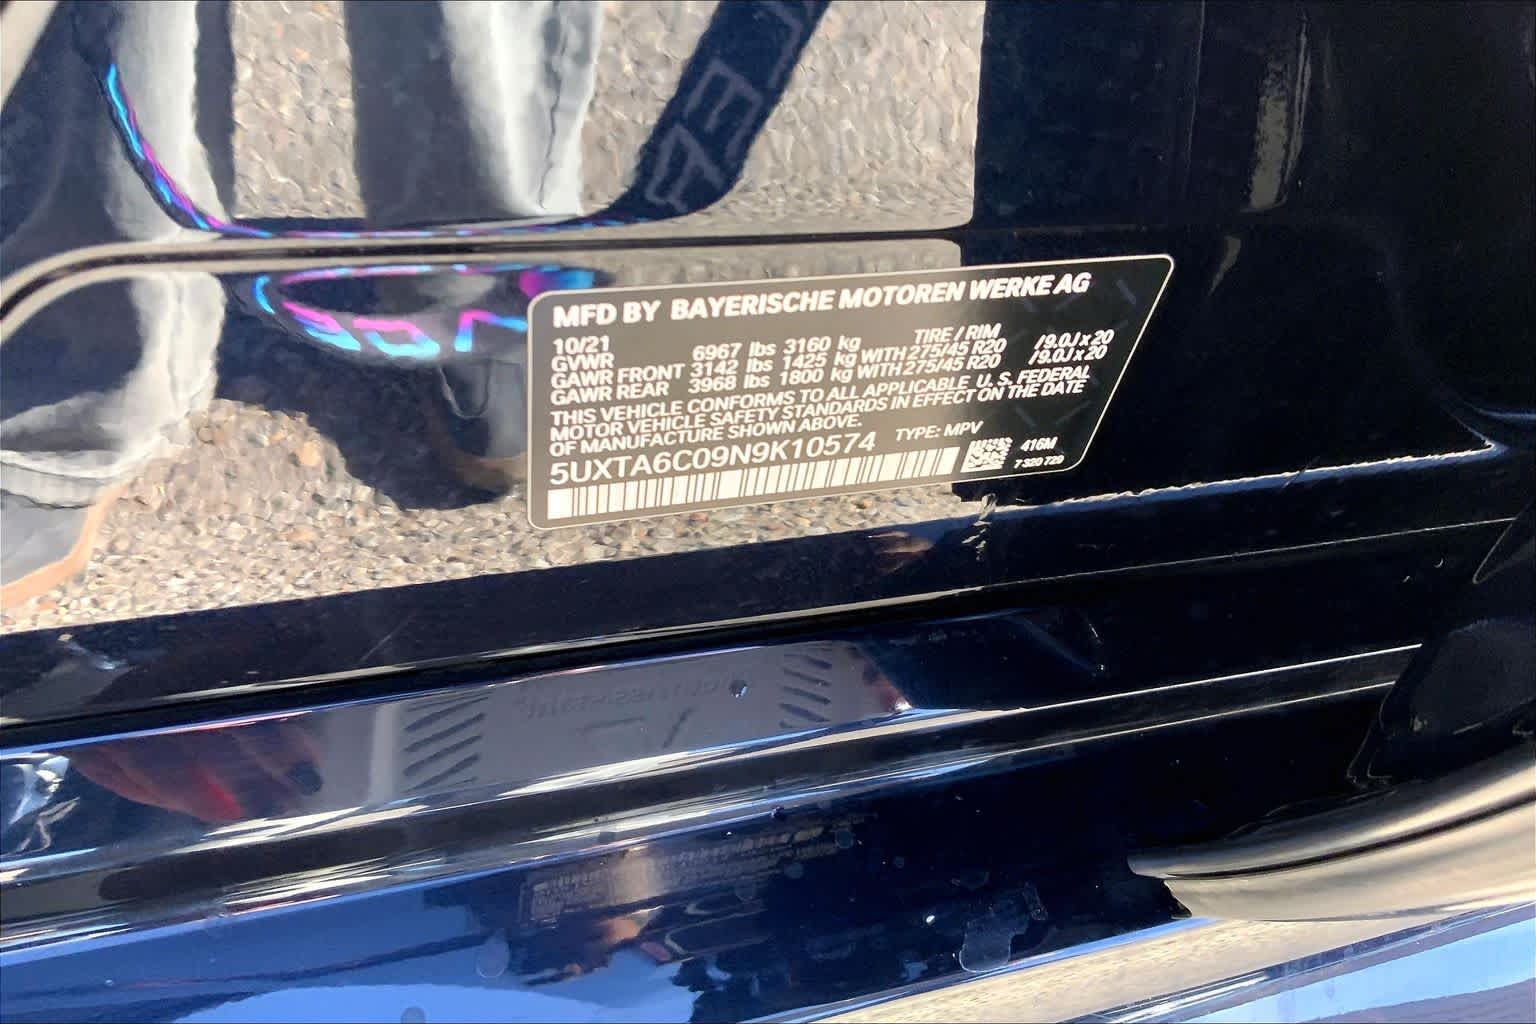 MFD BY BAYERISCHE MOTOREN WERKE AG
10/21 TIRE / RIM
GVWR 6967 lbs 3160 kg
GAWR FRONT 3142 lbs 1425 kg WITH 275/45 R20 /9.0J x 20
GAWR REAR 3968 lbs 1800 kg WITH 275/45 R20 /9.0J x 20
THIS VEHICLE CONFORMS TO ALL APPLICABLE U. S. FEDERAL
MOTOR VEHICLE SAFETY STANDARDS IN EFFECT ON THE DATE
OF MANUFACTURE SHOWN ABOVE.
5UXTA6C09N9K10574 TYPE: MPV
416M
7 320 729